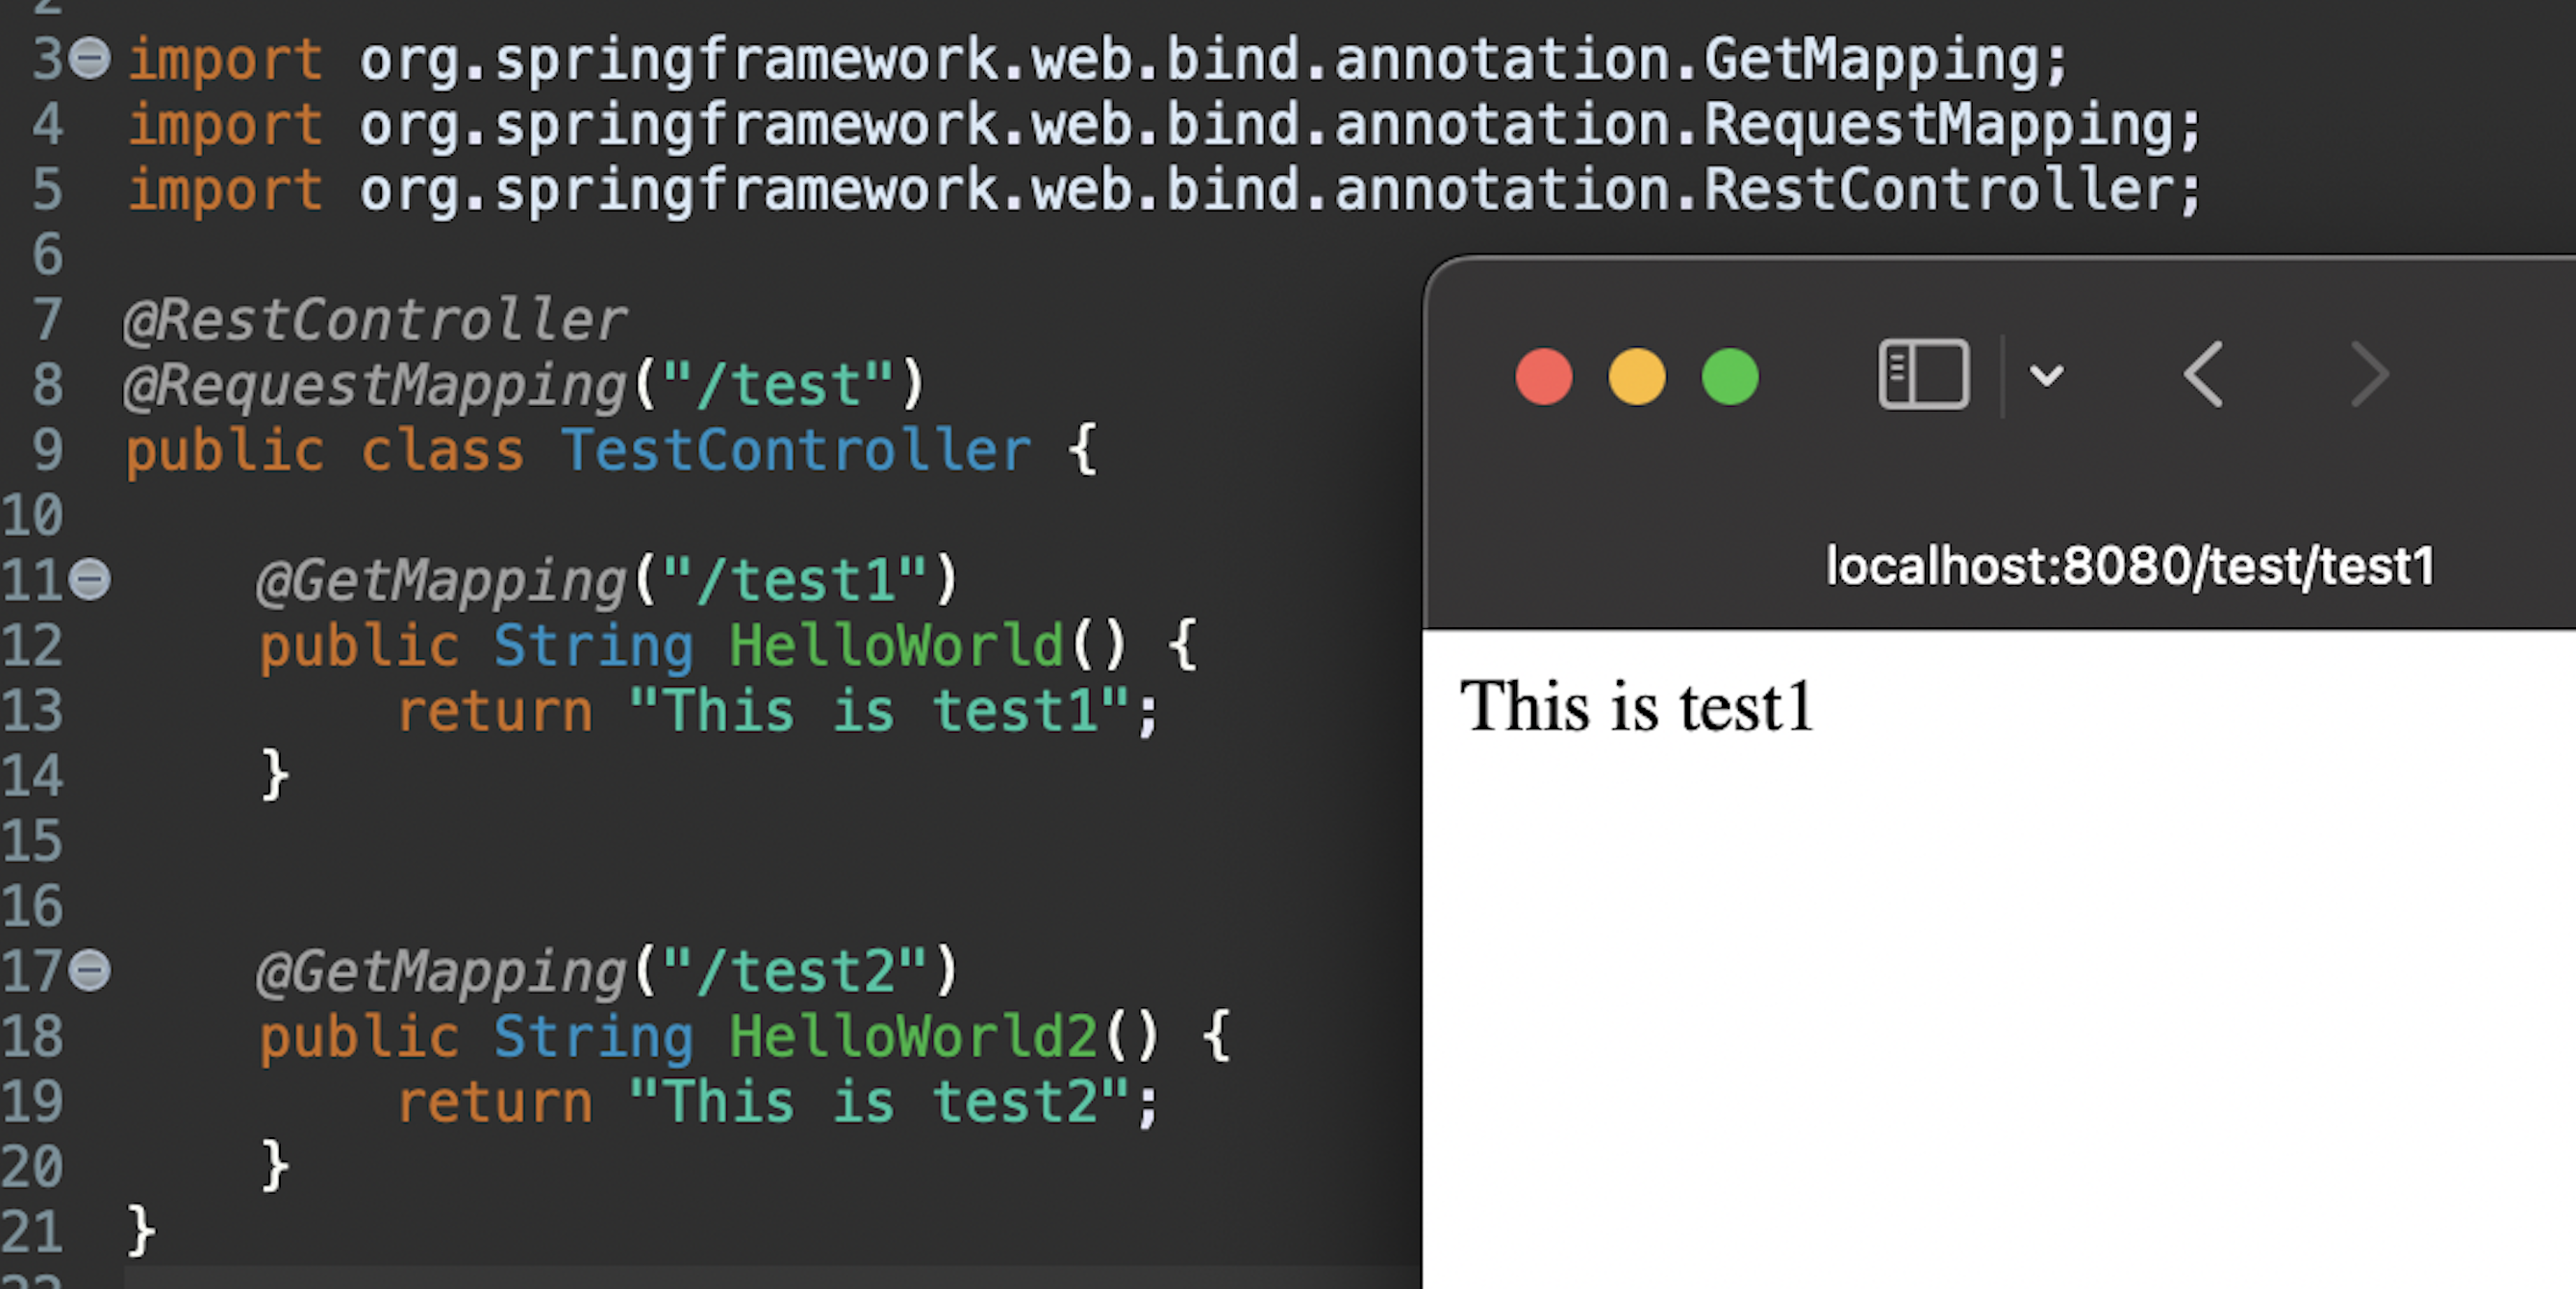 2
3 import org.springframework.web.bind.annotation.GetMapping;
4 import org.springframework.web.bind.annotation.RequestMapping;
5 import org.springframework.web.bind.annotation.RestController;
6
7 @RestController
8 @RequestMapping("/test")
9 public class TestController {
10
11 @GetMapping("/test1")
12 public String HelloWorld() {
13 return "This is test1";
14 }
15
16
17 @GetMapping("/test2")
18 public String HelloWorld2() {
19 return "This is test2";
20 }
21 }
22
localhost:8080/test/test1
This is test1